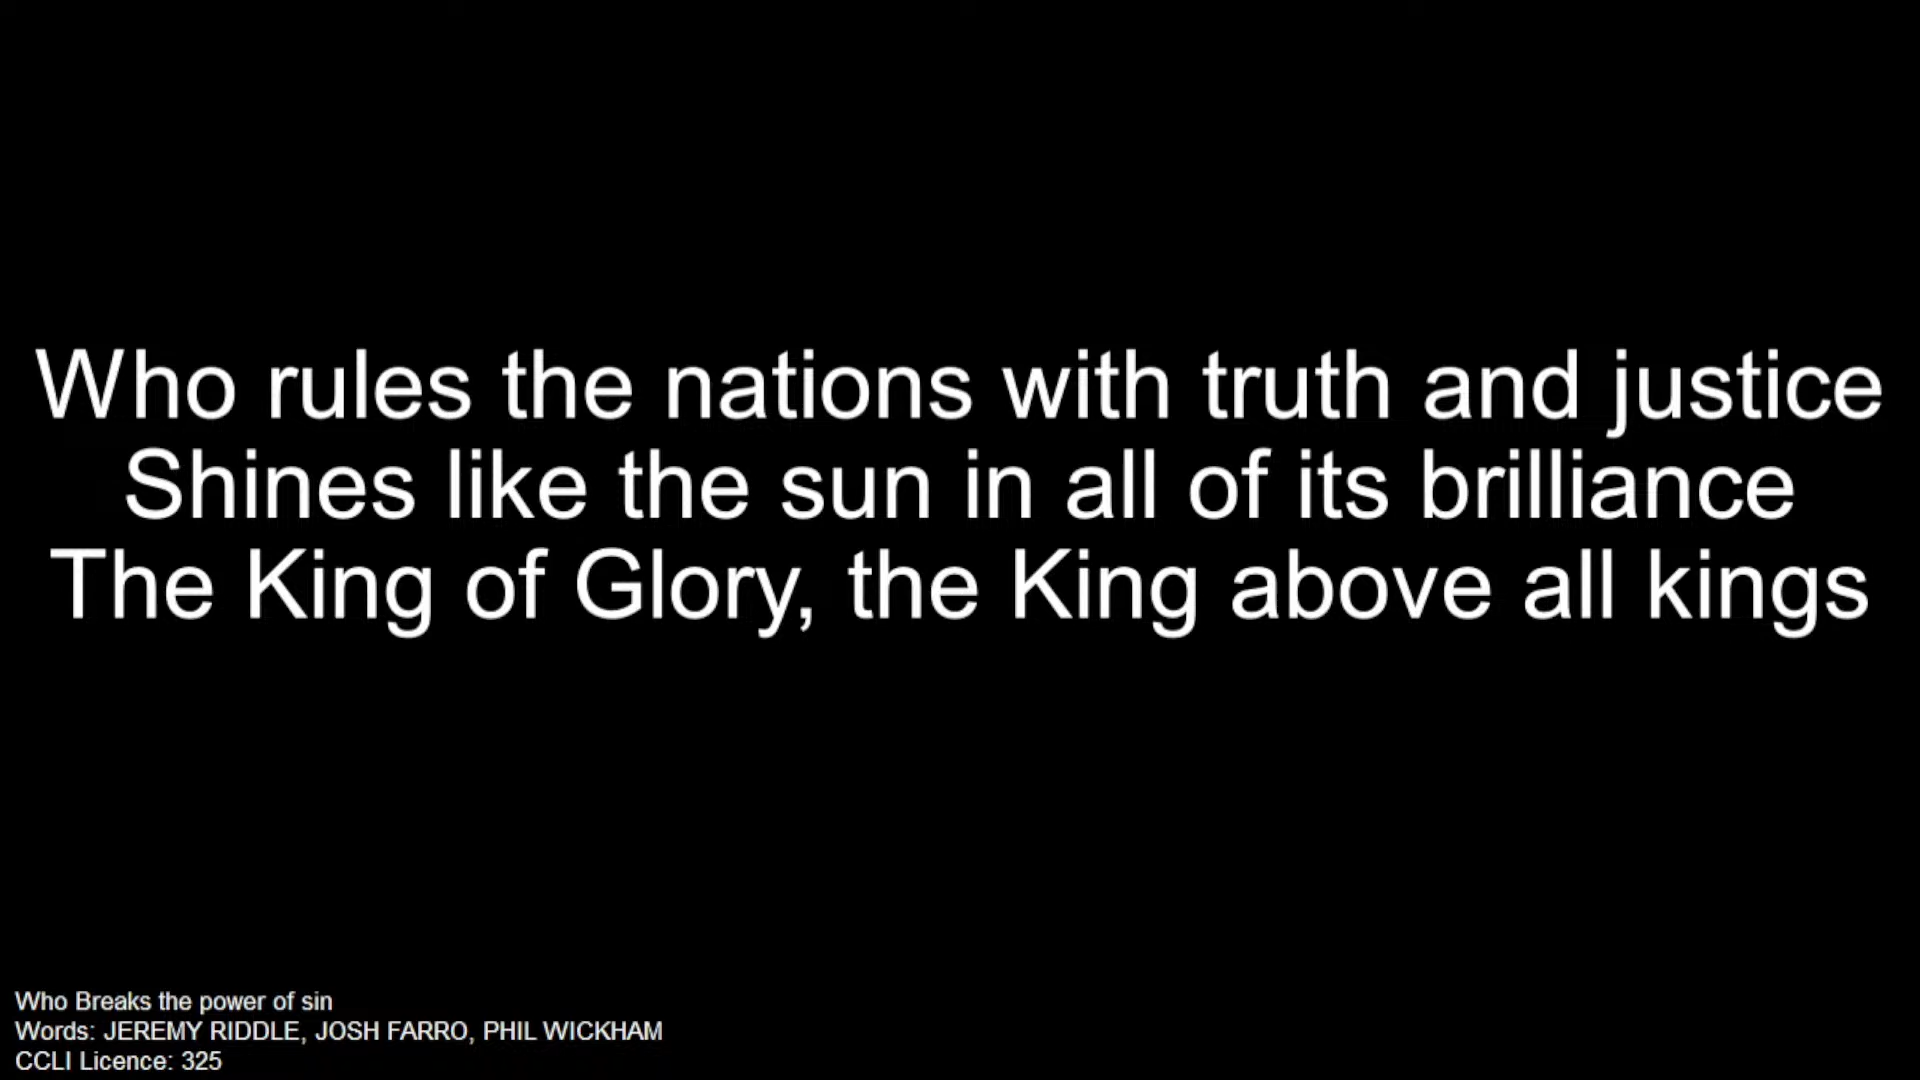 Who rules the nations with truth and justice
Shines like the sun in all of its brilliance
The King of Glory, the King above all kings
Who Breaks the power of sin
Words: JEREMY RIDDLE, JOSH FARRO, PHIL WICKHAM
CCLI Licence: 325